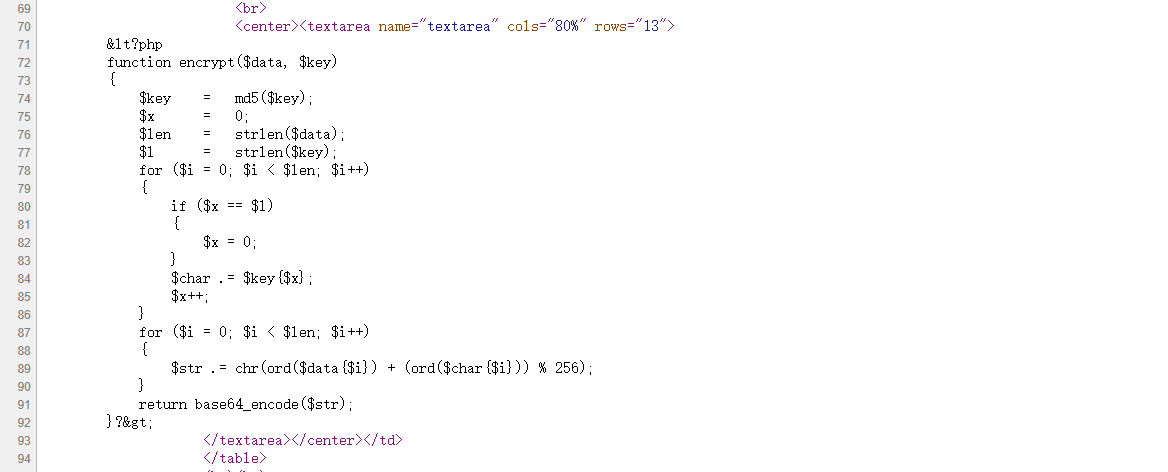 69 <br>
70 <center><textarea name="textarea" cols="80%" rows="13">
71 &lt?php
72 function encrypt($data, $key)
73 {
74 $key = md5($key);
75 $x = 0;
76 $len = strlen($data);
77 $l = strlen($key);
78 for ($i = 0; $i < $len; $i++)
79 {
80 if ($x == $l)
81 {
82 $x = 0;
83 }
84 $char .= $key{$x};
85 $x++;
86 }
87 for ($i = 0; $i < $len; $i++)
88 {
89 $str .= chr(ord($data{$i}) + (ord($char{$i})) % 256);
90 }
91 return base64_encode($str);
92 }?&gt;
93 </textarea></center></td>
94 </table>